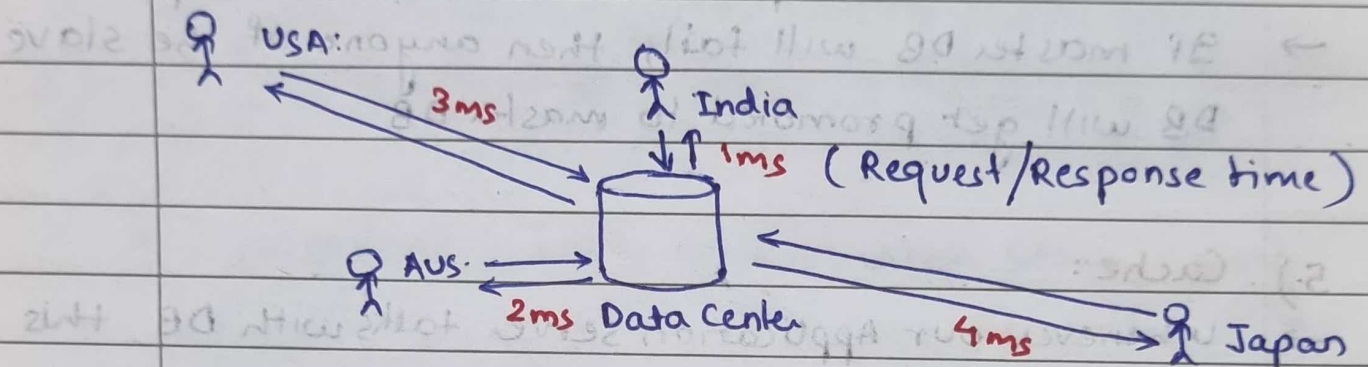 USA:
3ms
India
1ms (Request/Response time)
AUS.
2ms Data Center
4ms Japan